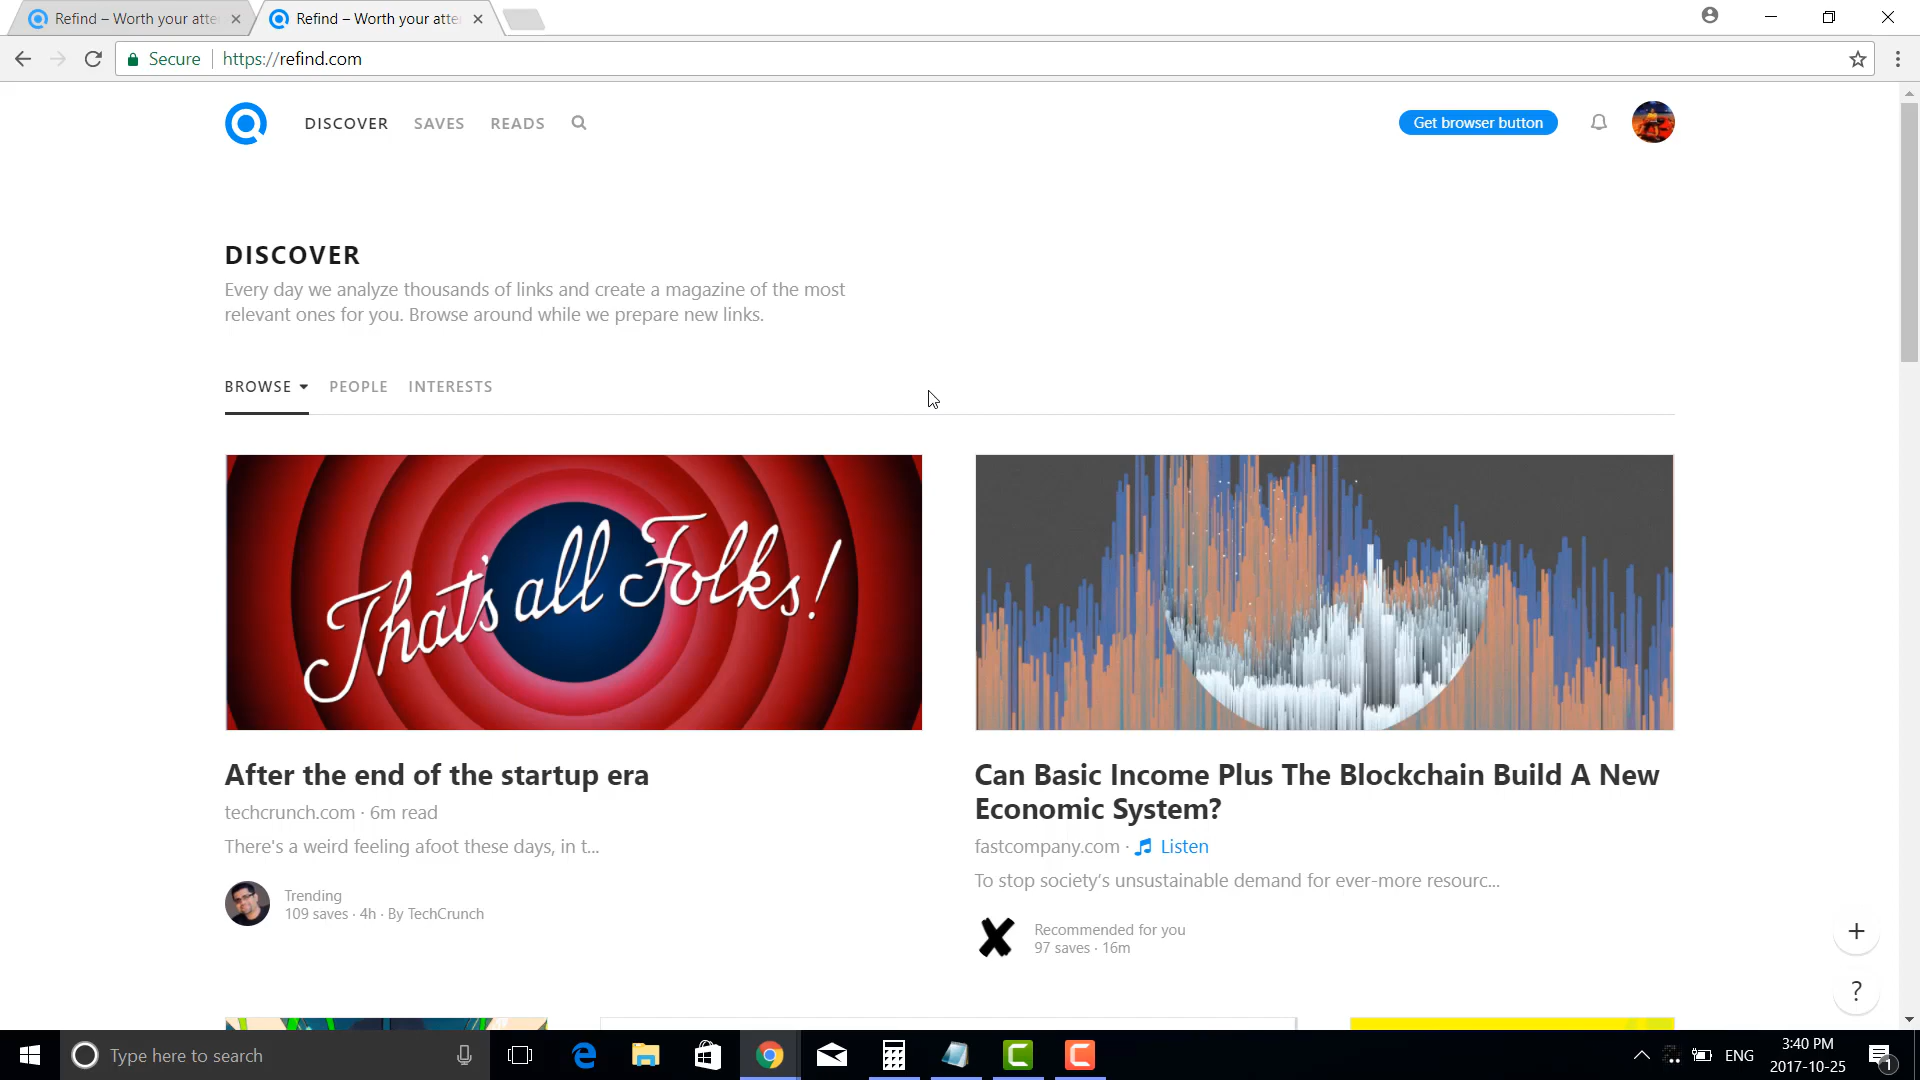 Refind – Worth your atte
Refind – Worth your atte
Secure
https://refind.com
DISCOVER SAVES READS
Get browser button
DISCOVER
Every day we analyze thousands of links and create a magazine of the most
relevant ones for you. Browse around while we prepare new links.
BROWSE PEOPLE INTERESTS
That's all Folks!
After the end of the startup era
techcrunch.com · 6m read
There's a weird feeling afoot these days, in t...
Trending
109 saves · 4h · By TechCrunch
Can Basic Income Plus The Blockchain Build A New
Economic System?
fastcompany.com · Listen
To stop society’s unsustainable demand for ever-more resourc...
Recommended for you
97 saves · 16m
+
?
Type here to search
ENG
3:40 PM
2017-10-25
1